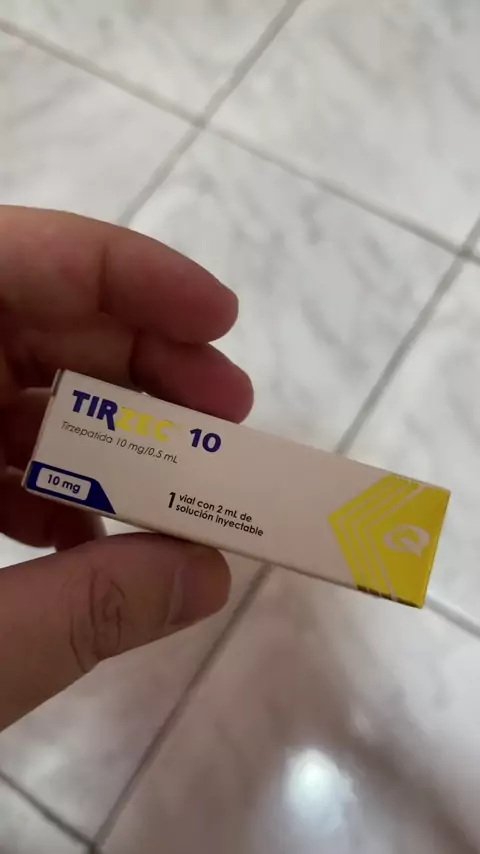 TIRZEC 10
Tirzepatida 10 mg/0.5 mL
10 mg
1 vial con 2 mL de
solución inyectable